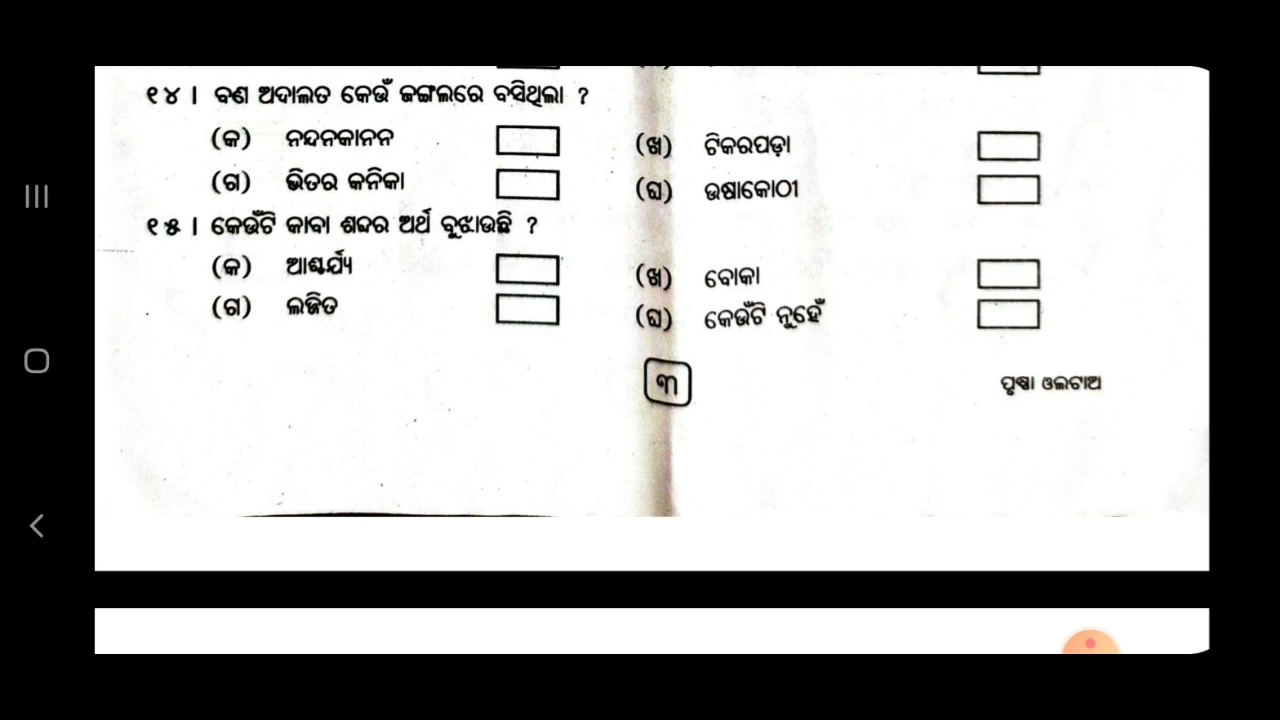 ୧୪ । ବଣ ଅଦାଲତ କେଉଁ ଜଙ୍ଗଲରେ ବସିଥିଲା ?
(କ) ନନ୍ଦନକାନନ (ଖ) ଟିକରପଡ଼ା
(ଗ) ଭିତର କନିକା (ଘ) ଉଷାକୋଠୀ
୧୫ । କେଉଁଟି କାବା ଶବ୍ଦର ଅର୍ଥ ବୁଝାଉଛି ?
(କ) ଆଶ୍ଚର୍ଯ୍ୟ (ଖ) ବୋକା
(ଗ) ଲଜ୍ଜିତ (ଘ) କେଉଁଟି ନୁହେଁ
୩
ପୃଷ୍ଠା ଓଲଟାଅ